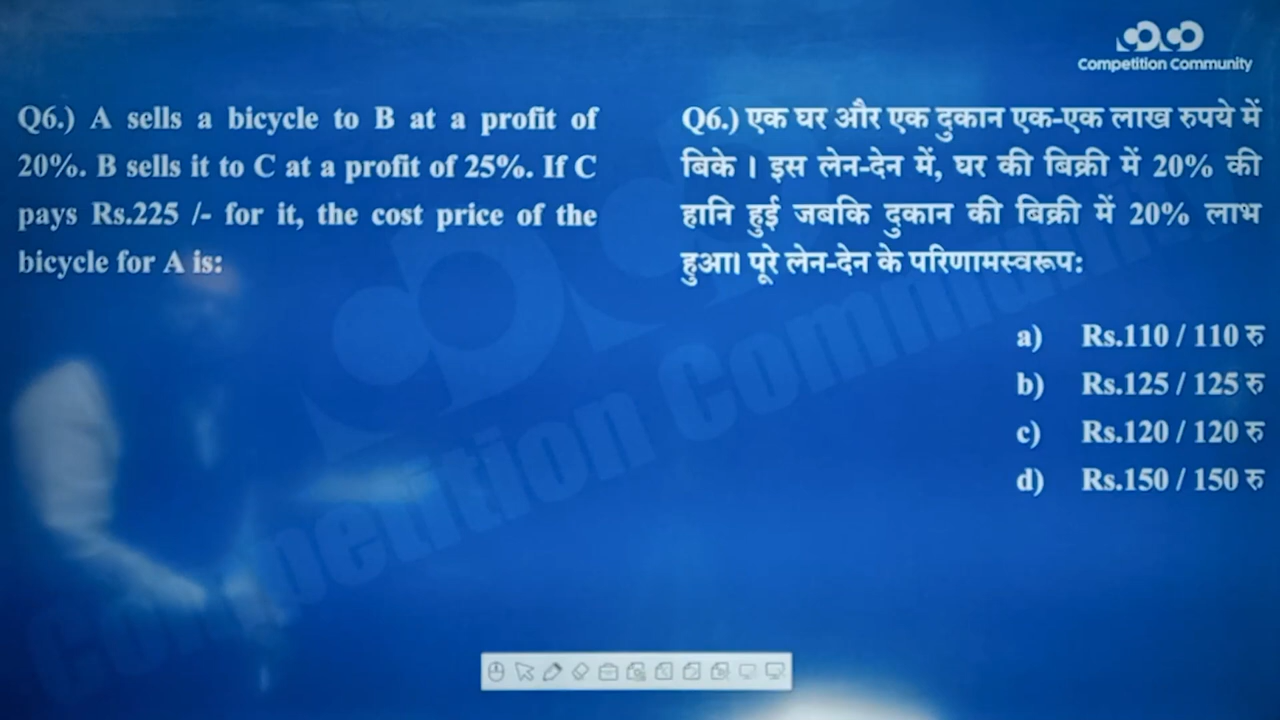 Competition Community
Q6.) A sells a bicycle to B at a profit of
20%. B sells it to C at a profit of 25%. If C
pays Rs.225 /- for it, the cost price of the
bicycle for A is:
Q6.) एक घर और एक दुकान एक-एक लाख रुपये में
बिके । इस लेन-देन में, घर की बिक्री में 20% की
हानि हुई जबकि दुकान की बिक्री में 20% लाभ
हुआ। पूरे लेन-देन के परिणामस्वरूप:
a) Rs.110 / 110 रु
b) Rs.125 / 125 रु
c) Rs.120 / 120 रु
d) Rs.150 / 150 रु
Competition Community